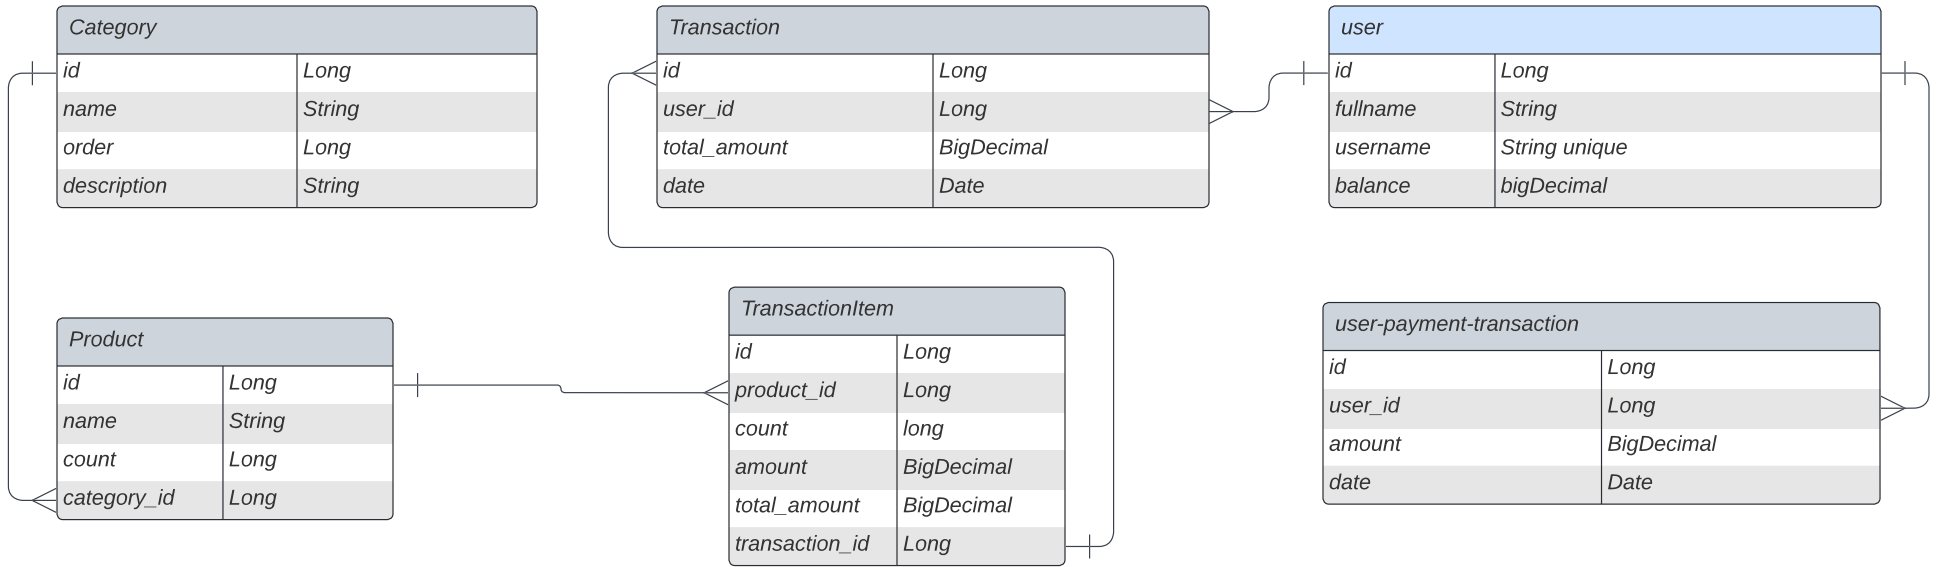 Category
id Long
name String
order Long
description String
Transaction
id Long
user_id Long
total_amount BigDecimal
date Date
user
id Long
fullname String
username String unique
balance bigDecimal
Product
id Long
name String
count Long
category_id Long
TransactionItem
id Long
product_id Long
count long
amount BigDecimal
total_amount BigDecimal
transaction_id Long
user-payment-transaction
id Long
user_id Long
amount BigDecimal
date Date